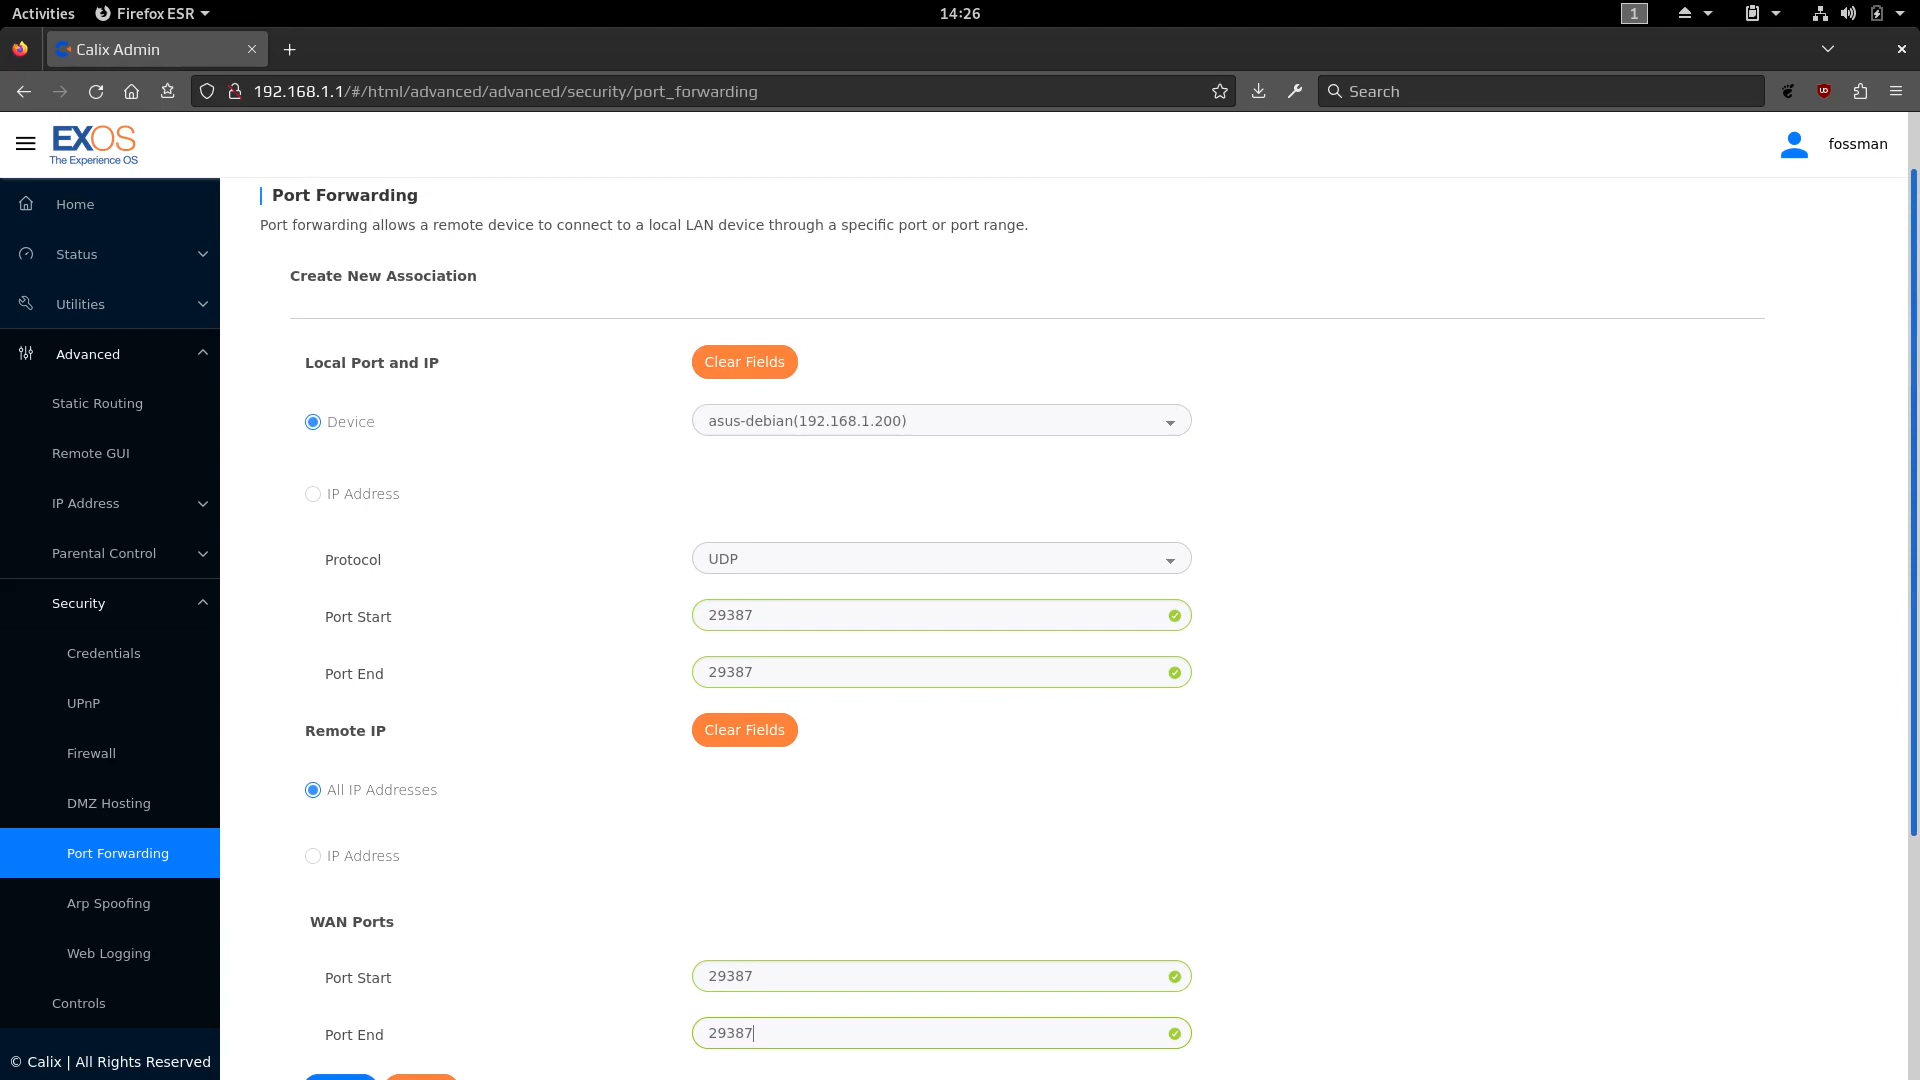 Activities
Firefox ESR
14:26
1
Calix Admin
192.168.1.1/#/html/advanced/advanced/security/port_forwarding
Search
EXOS
The Experience OS
fossman
Home
Status
Utilities
Advanced
Static Routing
Remote GUI
IP Address
Parental Control
Security
Credentials
UPnP
Firewall
DMZ Hosting
Port Forwarding
Arp Spoofing
Web Logging
Controls
© Calix | All Rights Reserved
Port Forwarding
Port forwarding allows a remote device to connect to a local LAN device through a specific port or port range.
Create New Association
Local Port and IP
Clear Fields
Device
asus-debian(192.168.1.200)
IP Address
Protocol
UDP
Port Start
29387
Port End
29387
Remote IP
Clear Fields
All IP Addresses
IP Address
WAN Ports
Port Start
29387
Port End
29387